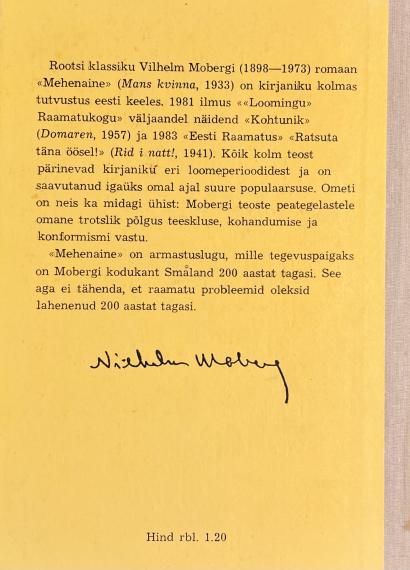 Rootsi klassiku Vilhelm Mobergi (1898—1973) romaan
«Mehenaine» (Mans kvinna, 1933) on kirjaniku kolmas
tutvustus eesti keeles. 1981 ilmus ««Loomingu»
Raamatukogu» väljaandel näidend «Kohtunik»
(Domaren, 1957) ja 1983 «Eesti Raamatus» «Ratsuta
täna öösel!» (Rid i natt!, 1941). Kõik kolm teost
pärinevad kirjaniku eri loomeperioodidest ja on
saavutanud igaüks omal ajal suure populaarsuse. Ometi
on neis ka midagi ühist: Mobergi teoste peategelastele
omane trotslik põlgus teeskluse, kohandumise ja
konformismi vastu.
«Mehenaine» on armastuslugu, mille tegevuspaigaks
on Mobergi kodukant Småland 200 aastat tagasi. See
aga ei tähenda, et raamatu probleemid oleksid
lahenenud 200 aastat tagasi.
Vilhelm Moberg
Hind rbl. 1.20